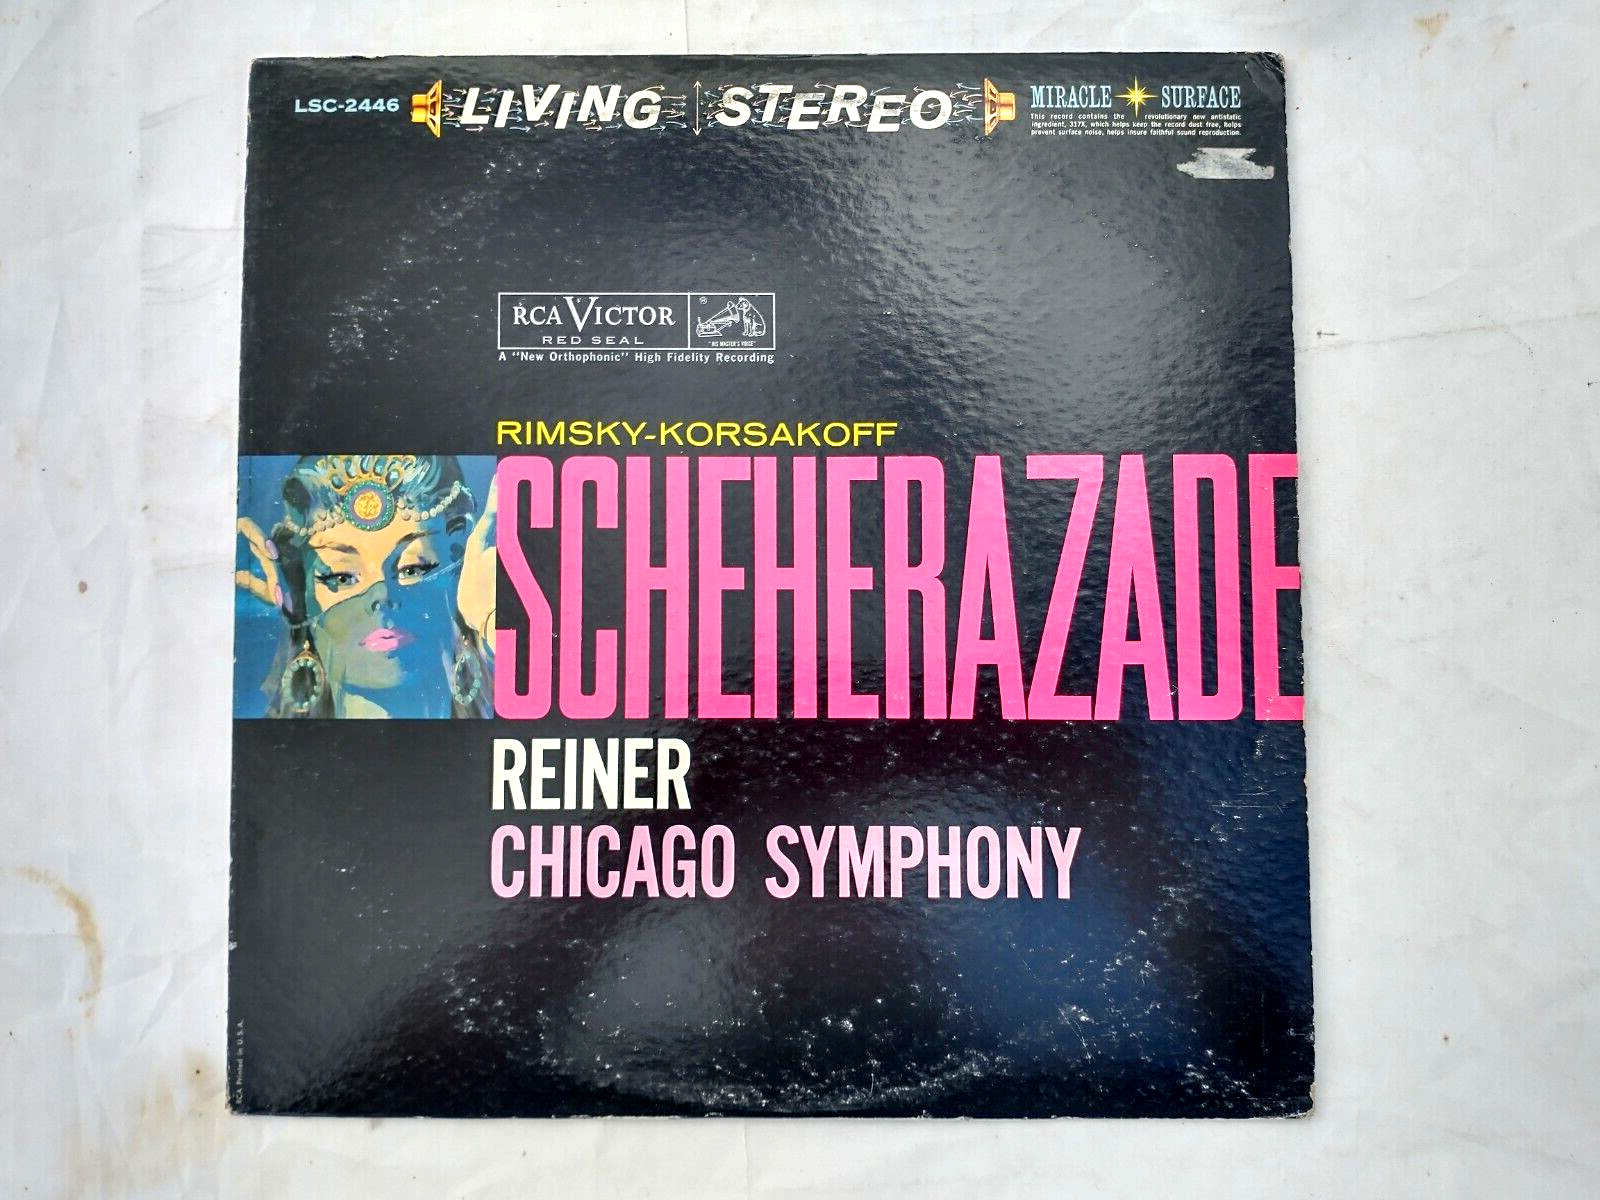 LSC-2446
LIVING STEREO
MIRACLE SURFACE
This record contains the revolutionary new antistatic
ingredient, 317X, which helps keep the record dust free, helps
prevent surface noise, helps insure faithful sound reproduction.
RCA VICTOR
RED SEAL
®
"HIS MASTER'S VOICE"
A "New Orthophonic" High Fidelity Recording
RIMSKY-KORSAKOFF
SCHEHERAZADE
REINER
CHICAGO SYMPHONY
RCA Printed in U.S.A.